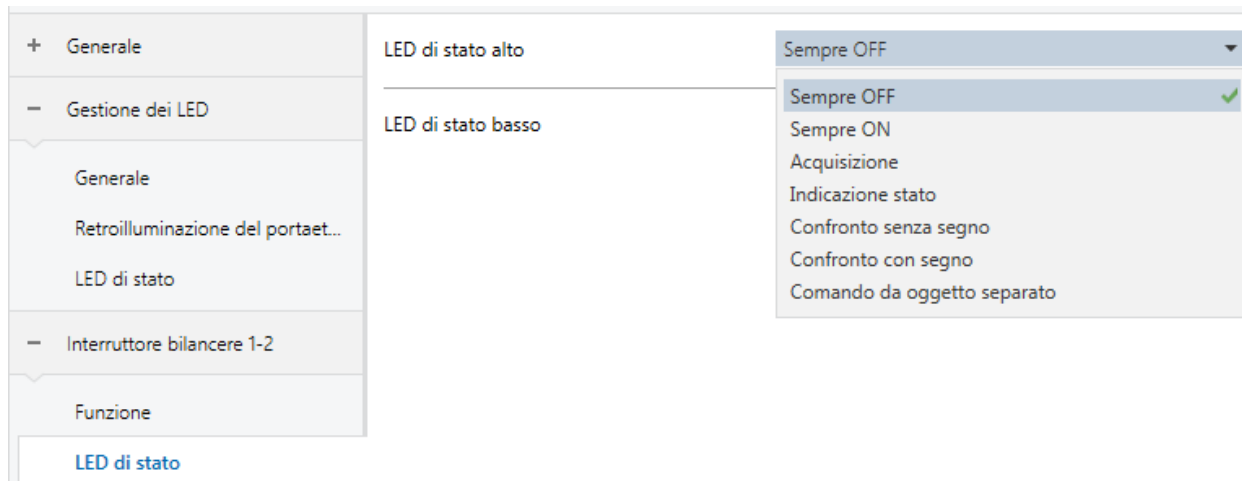 + Generale
− Gestione dei LED
Generale
Retroilluminazione del portaet...
LED di stato
− Interruttore bilancere 1-2
Funzione
LED di stato
LED di stato alto
Sempre OFF
LED di stato basso
Sempre OFF
Sempre ON
Acquisizione
Indicazione stato
Confronto senza segno
Confronto con segno
Comando da oggetto separato